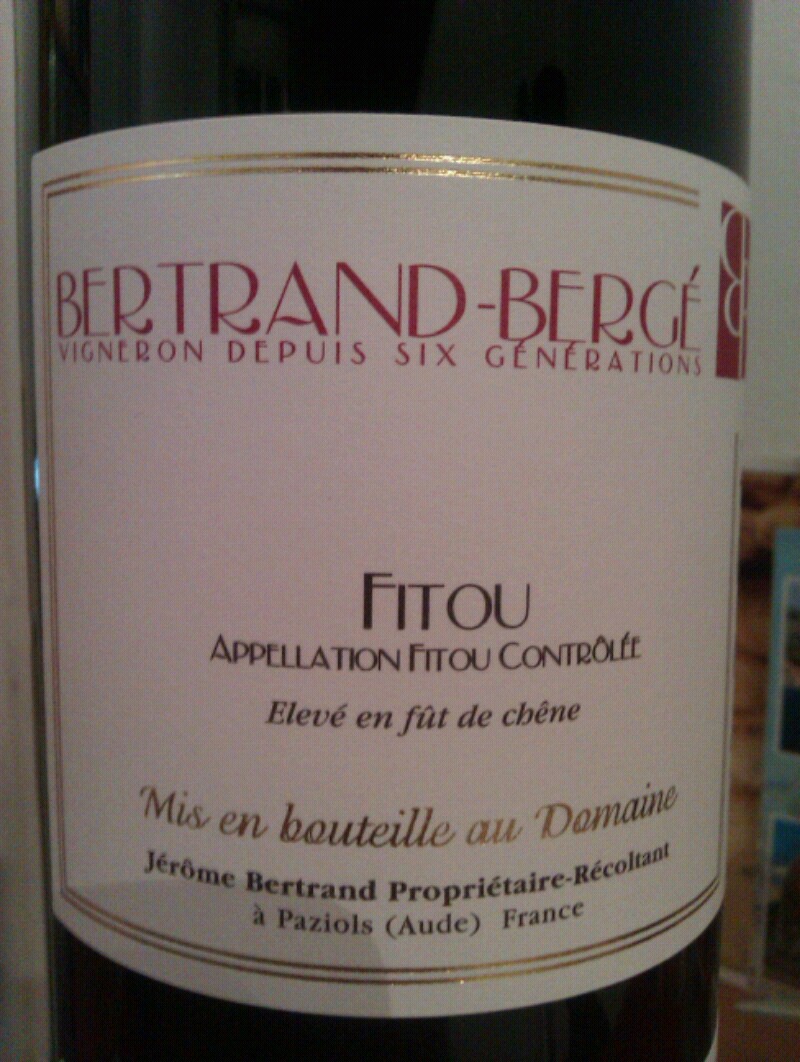 BERTRAND-BERGÉ
VIGNERON DEPUIS SIX GÉNÉRATIONS
FITOU
APPELLATION FITOU CONTRÔLÉE
Elevé en fût de chêne
Mis en bouteille au Domaine
Jérôme Bertrand Propriétaire-Récoltant
à Paziols (Aude) France